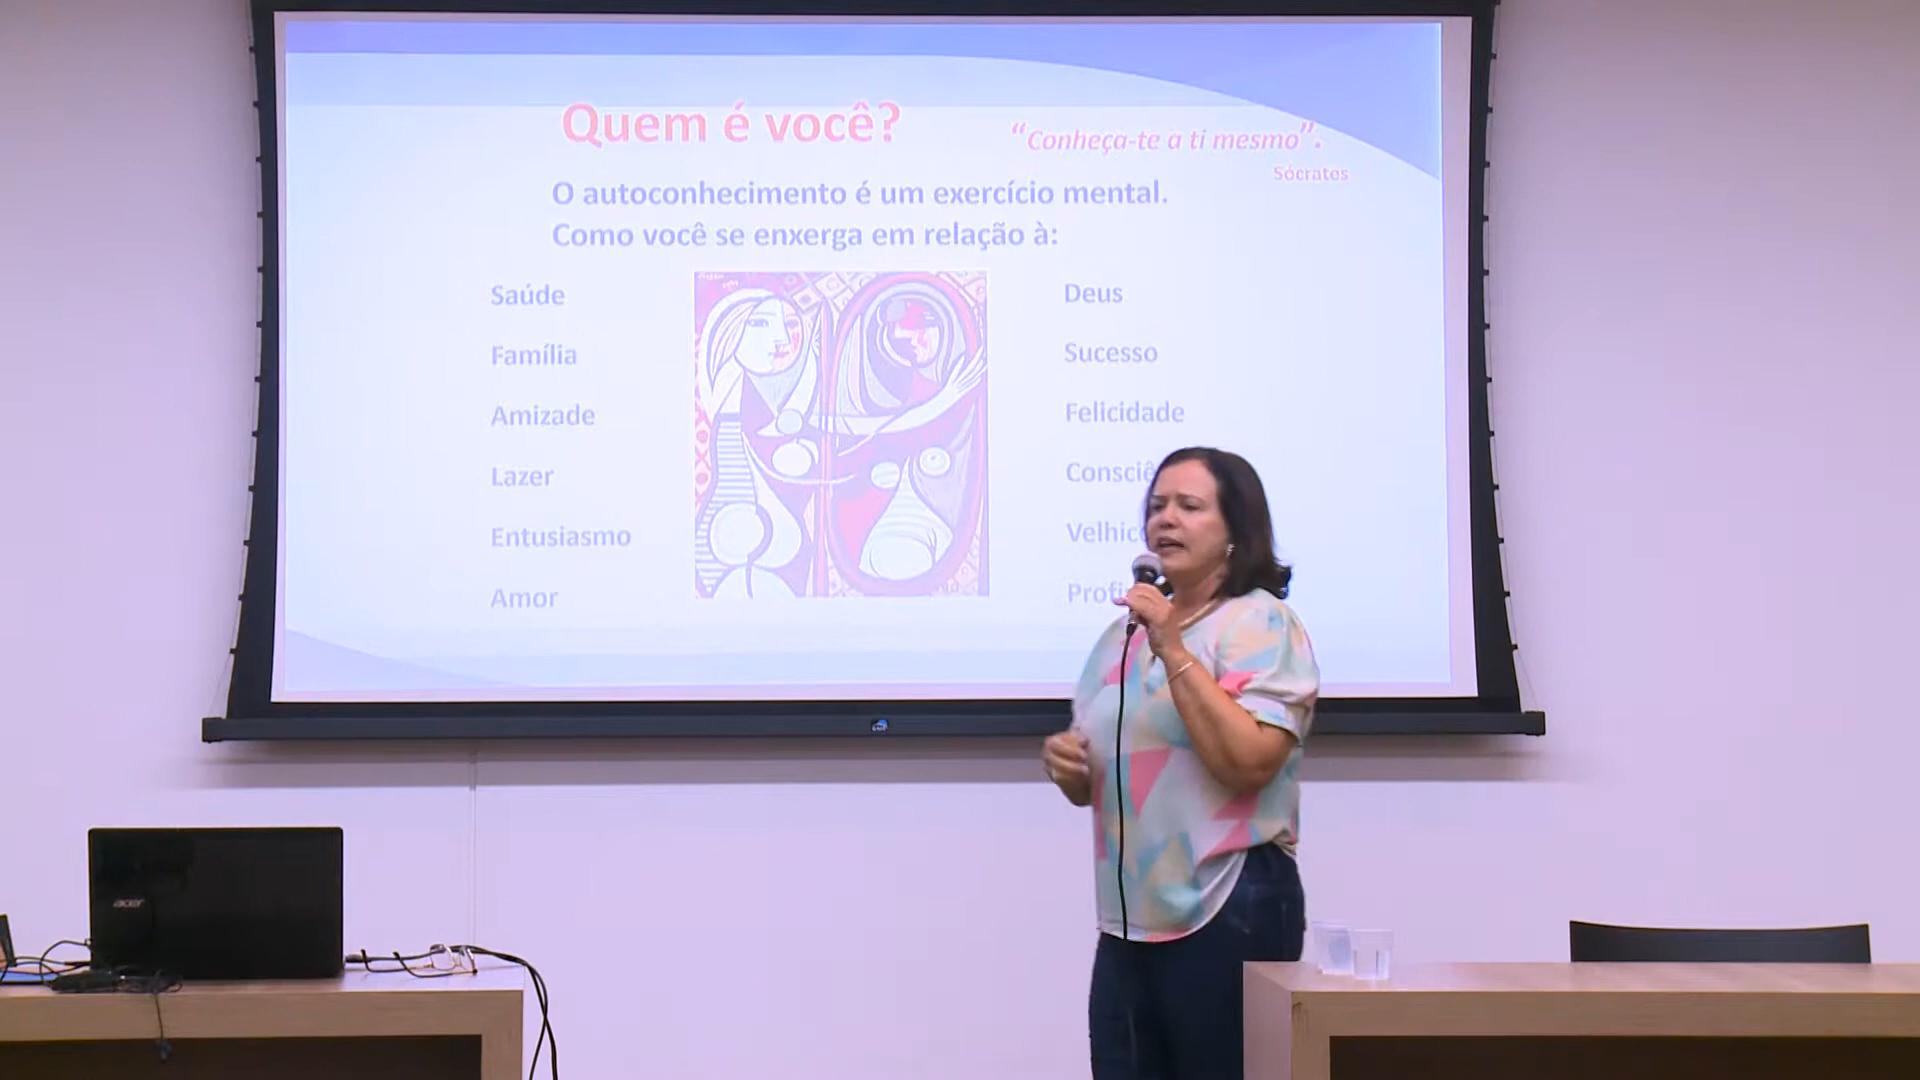 Quem é você?
“Conheça-te a ti mesmo”.
Sócrates
O autoconhecimento é um exercício mental.
Como você se enxerga em relação à:
Saúde
Família
Amizade
Lazer
Entusiasmo
Amor
Deus
Sucesso
Felicidade
acer